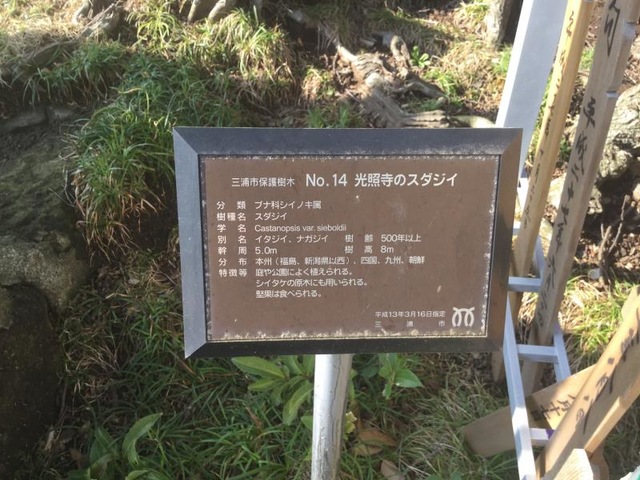 三浦市保護樹木 No.14 光照寺のスダジイ
分類 ブナ科シイノキ属
樹種名 スダジイ
学名 Castanopsis var. sieboldii
別名 イタジイ、ナガジイ 樹齢 500年以上
幹周 5.0m 樹高 8m
分布 本州（福島、新潟県以西）、四国、九州、朝鮮
特徴等 庭や公園によく植えられる。
シイタケの原木にも用いられる。
堅果は食べられる。
平成13年3月16日指定
三浦市